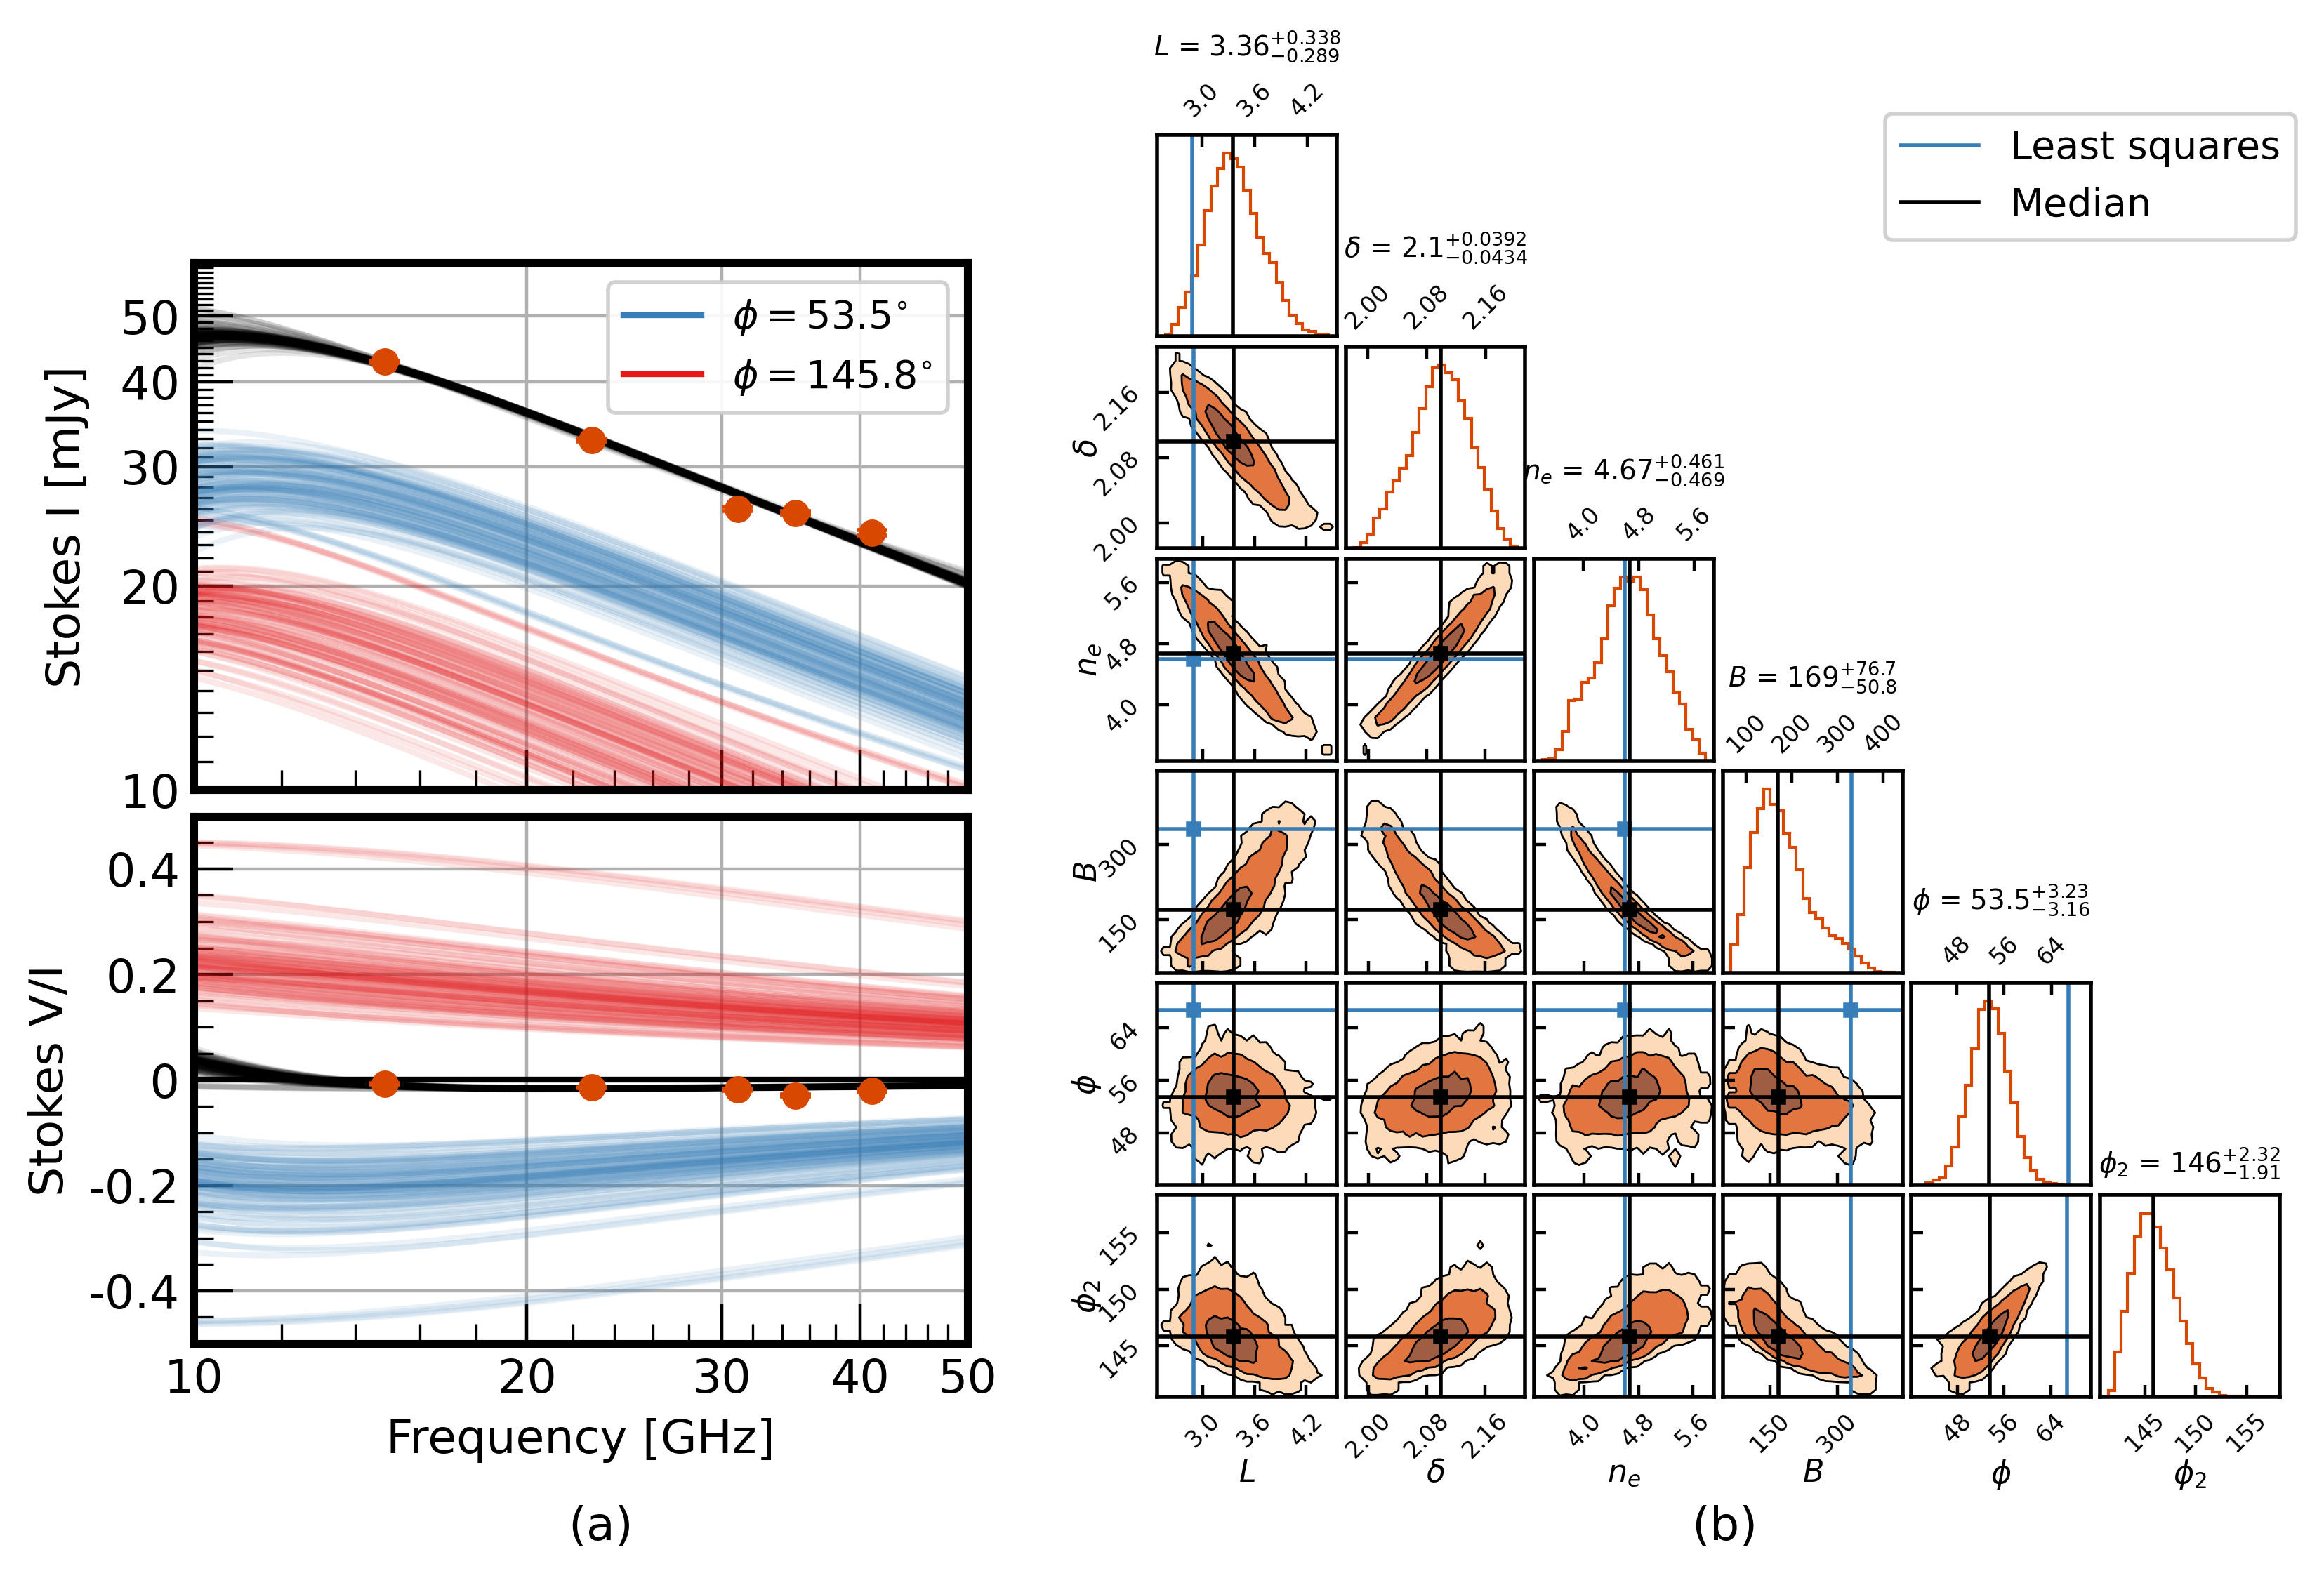 L = 3.36+0.338−0.289
3.0 3.6 4.2
Least squares
Median
δ = 2.1+0.0392−0.0434
2.00 2.08 2.16
ϕ = 53.5°
ϕ = 145.8°
50
40
30
20
10
Stokes I [mJy]
δ
2.16
2.08
2.00
nₑ = 4.67+0.461−0.469
4.0 4.8 5.6
nₑ
5.6
4.8
4.0
B = 169+76.7−50.8
100 200 300 400
B
300
150
ϕ = 53.5+3.23−3.16
48 56 64
0.4
0.2
0
-0.2
-0.4
Stokes V/I
ϕ
64
56
48
ϕ₂ = 146+2.32−1.91
ϕ₂
155
150
145
10 20 30 40 50
Frequency [GHz]
3.0 3.6 4.2
2.00 2.08 2.16
4.0 4.8 5.6
150 300
48 56 64
145 150 155
L δ nₑ B ϕ ϕ₂
(a)
(b)